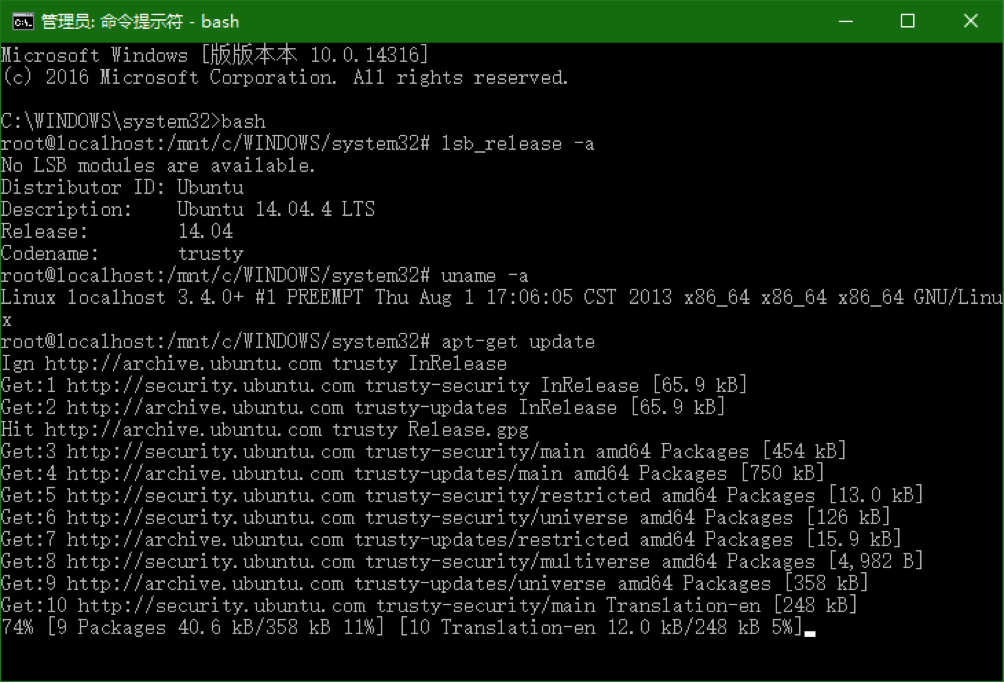 管理员: 命令提示符 - bash
Microsoft Windows [版版本本 10.0.14316]
(c) 2016 Microsoft Corporation. All rights reserved.
C:\WINDOWS\system32>bash
root@localhost:/mnt/c/WINDOWS/system32# lsb_release -a
No LSB modules are available.
Distributor ID: Ubuntu
Description:    Ubuntu 14.04.4 LTS
Release:        14.04
Codename:       trusty
root@localhost:/mnt/c/WINDOWS/system32# uname -a
Linux localhost 3.4.0+ #1 PREEMPT Thu Aug 1 17:06:05 CST 2013 x86_64 x86_64 x86_64 GNU/Linu
x
root@localhost:/mnt/c/WINDOWS/system32# apt-get update
Ign http://archive.ubuntu.com trusty InRelease
Get:1 http://security.ubuntu.com trusty-security InRelease [65.9 kB]
Get:2 http://archive.ubuntu.com trusty-updates InRelease [65.9 kB]
Hit http://archive.ubuntu.com trusty Release.gpg
Get:3 http://security.ubuntu.com trusty-security/main amd64 Packages [454 kB]
Get:4 http://archive.ubuntu.com trusty-updates/main amd64 Packages [750 kB]
Get:5 http://security.ubuntu.com trusty-security/restricted amd64 Packages [13.0 kB]
Get:6 http://security.ubuntu.com trusty-security/universe amd64 Packages [126 kB]
Get:7 http://archive.ubuntu.com trusty-updates/restricted amd64 Packages [15.9 kB]
Get:8 http://security.ubuntu.com trusty-security/multiverse amd64 Packages [4,982 B]
Get:9 http://archive.ubuntu.com trusty-updates/universe amd64 Packages [358 kB]
Get:10 http://security.ubuntu.com trusty-security/main Translation-en [248 kB]
74% [9 Packages 40.6 kB/358 kB 11%] [10 Translation-en 12.0 kB/248 kB 5%]